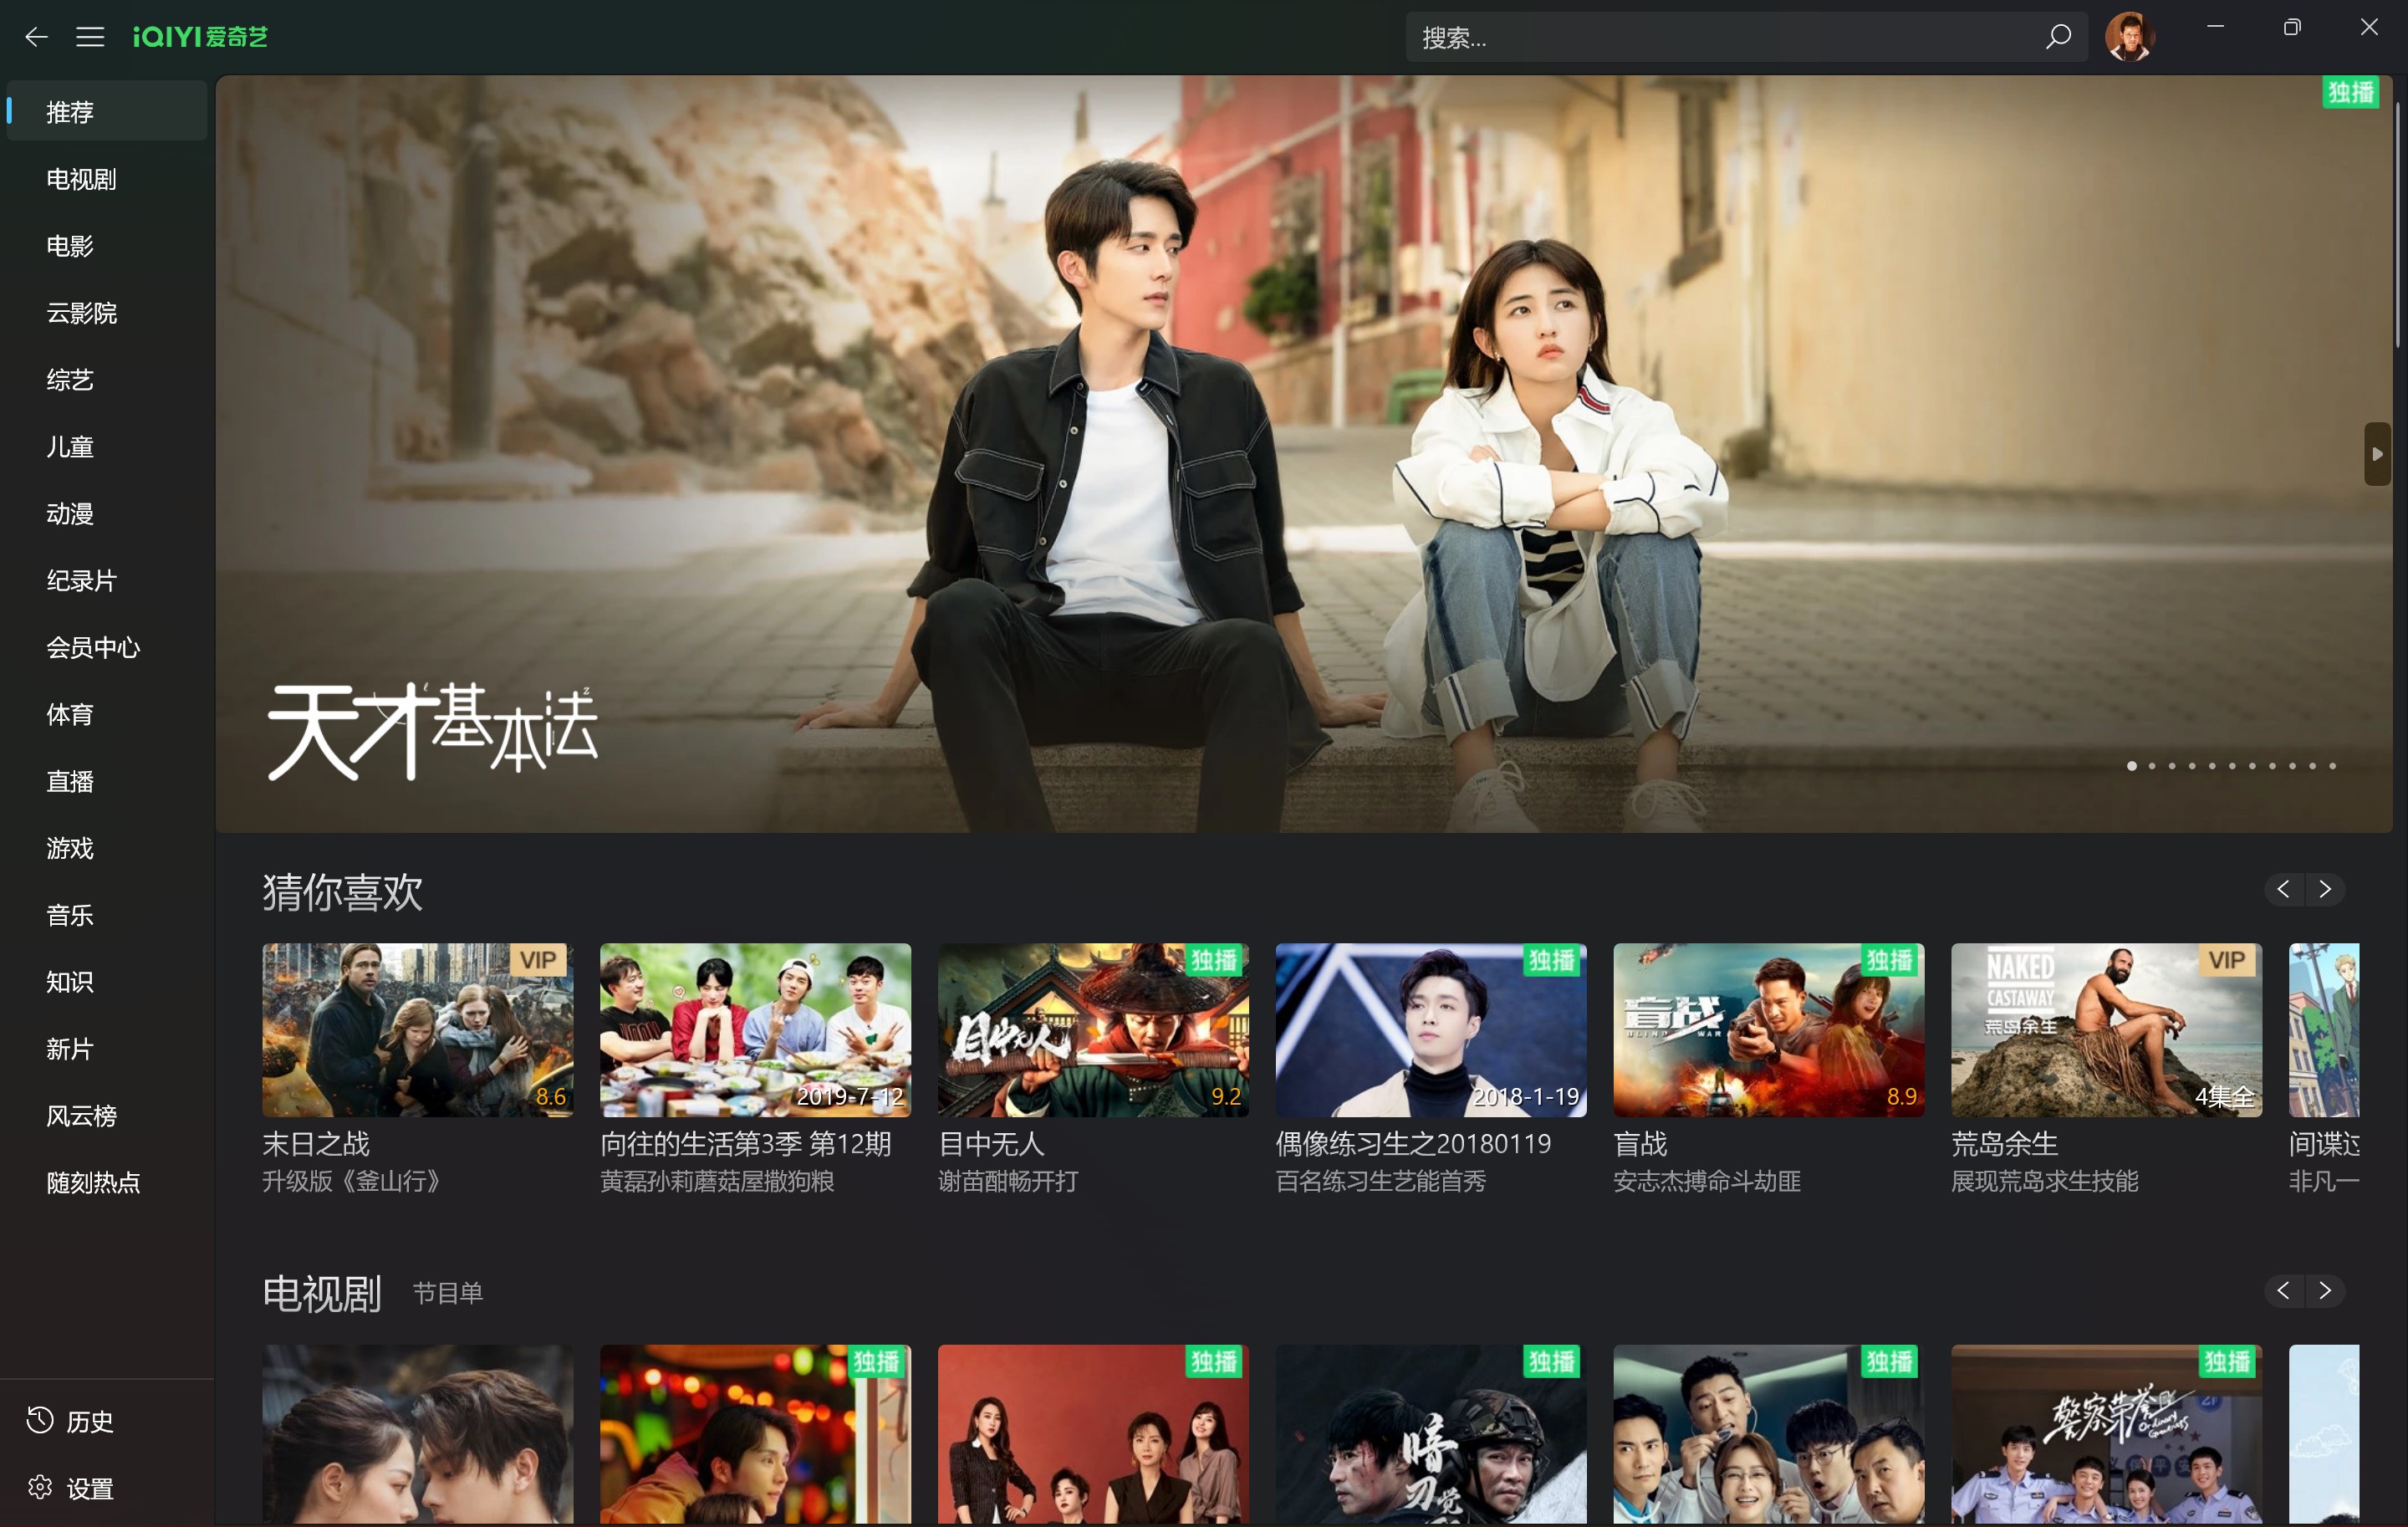 iQIYI 爱奇艺
搜索...
推荐
电视剧
电影
云影院
综艺
儿童
动漫
纪录片
会员中心
体育
直播
游戏
音乐
知识
新片
风云榜
随刻热点
历史
设置
独播
天才基本法
猜你喜欢
VIP
8.6
末日之战
升级版《釜山行》
2019-7-12
向往的生活第3季 第12期
黄磊孙莉蘑菇屋撒狗粮
独播
目中无人
9.2
目中无人
谢苗酣畅开打
独播
2018-1-19
偶像练习生之20180119
百名练习生艺能首秀
独播
盲战
BLIND WAR
8.9
盲战
安志杰搏命斗劫匪
VIP
NAKED
CASTAWAY
荒岛余生
4集全
荒岛余生
展现荒岛求生技能
间谍过
非凡一
电视剧 节目单
独播
独播
独播
暗刃
觉
独播
独播
警察荣誉
Ordinary
Greatness